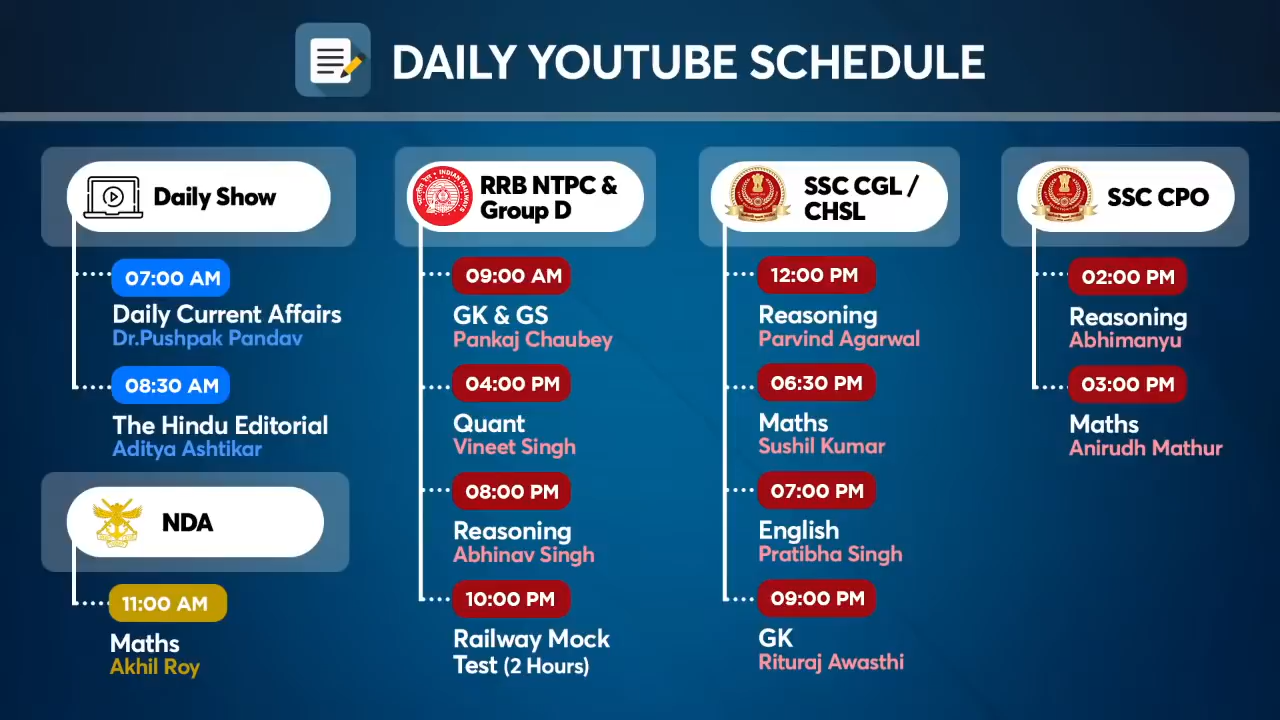 DAILY YOUTUBE SCHEDULE
Daily Show
07:00 AM
Daily Current Affairs
Dr.Pushpak Pandav
08:30 AM
The Hindu Editorial
Aditya Ashtikar
NDA
11:00 AM
Maths
Akhil Roy
RRB NTPC &
Group D
09:00 AM
GK & GS
Pankaj Chaubey
04:00 PM
Quant
Vineet Singh
08:00 PM
Reasoning
Abhinav Singh
10:00 PM
Railway Mock
Test (2 Hours)
SSC CGL /
CHSL
12:00 PM
Reasoning
Parvind Agarwal
06:30 PM
Maths
Sushil Kumar
07:00 PM
English
Pratibha Singh
09:00 PM
GK
Rituraj Awasthi
SSC CPO
02:00 PM
Reasoning
Abhimanyu
03:00 PM
Maths
Anirudh Mathur